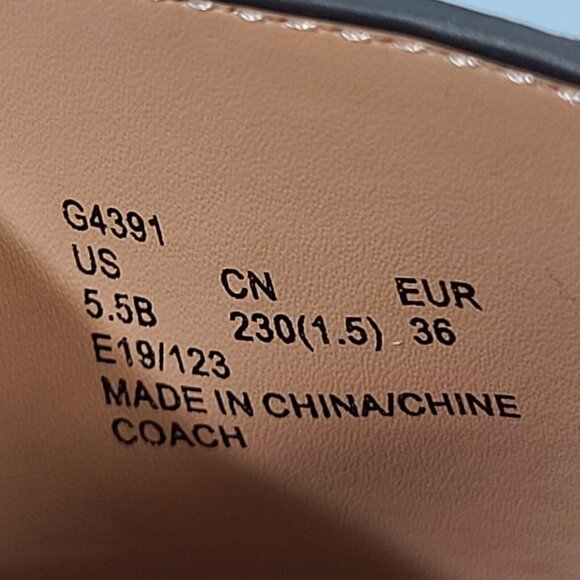 G4391
US CN EUR
5.5B 230(1.5) 36
E19/123
MADE IN CHINA/CHINE
COACH